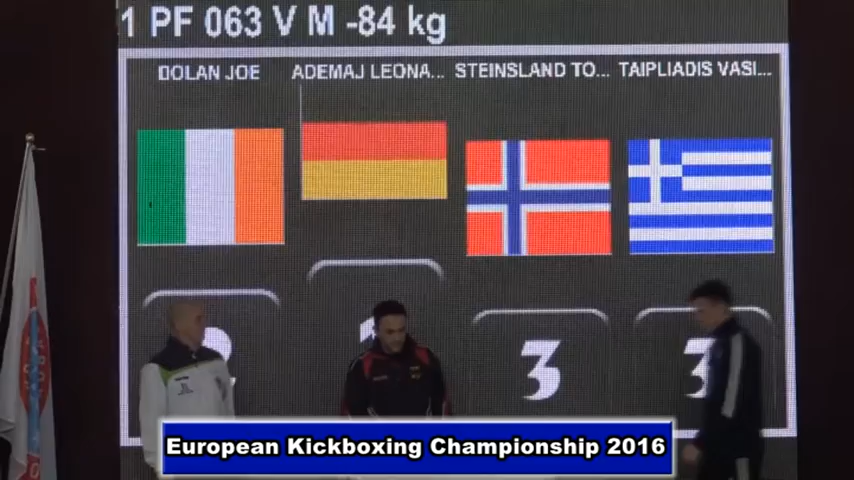 1 PF 063 V M -84 kg
DOLAN JOE ADEMAJ LEONA... STEINSLAND TO... TAIPLIADIS VASI...
3 3
European Kickboxing Championship 2016